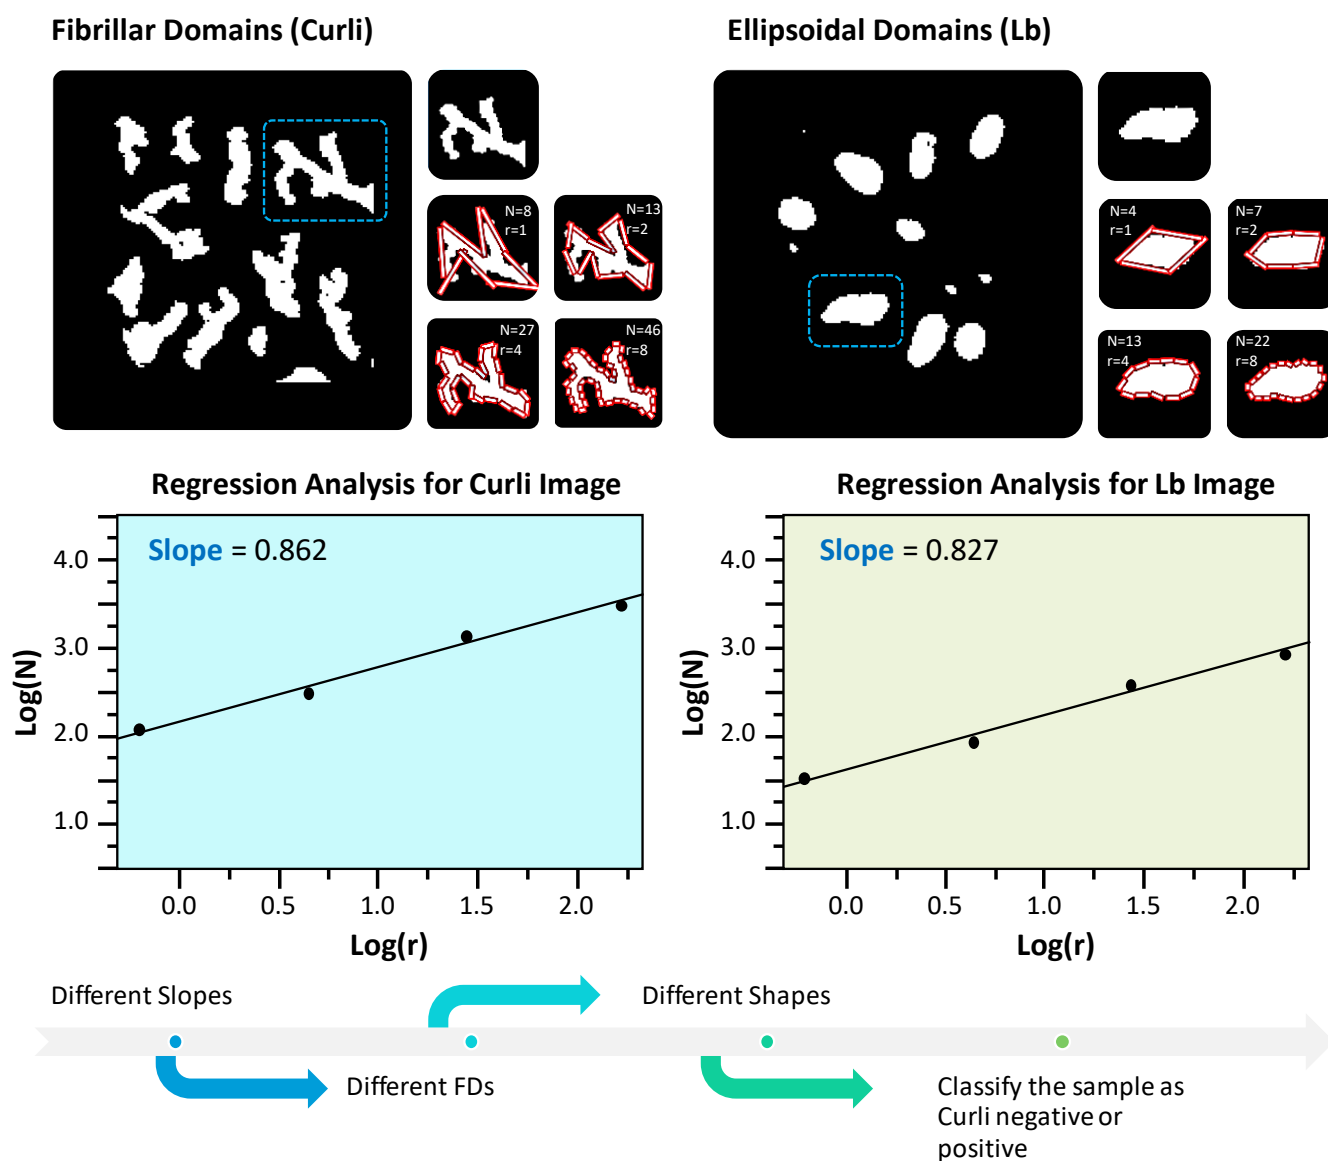 Fibrillar Domains (Curli)
Ellipsoidal Domains (Lb)
N=8
r=1
N=13
r=2
N=27
r=4
N=46
r=8
N=4
r=1
N=7
r=2
N=13
r=4
N=22
r=8
Regression Analysis for Curli Image
Slope = 0.862
4.0
3.0
2.0
1.0
Log(N)
0.0 0.5 1.0 1.5 2.0
Log(r)
Regression Analysis for Lb Image
Slope = 0.827
4.0
3.0
2.0
1.0
Log(N)
0.0 0.5 1.0 1.5 2.0
Log(r)
Different Slopes
Different FDs
Different Shapes
Classify the sample as
Curli negative or
positive